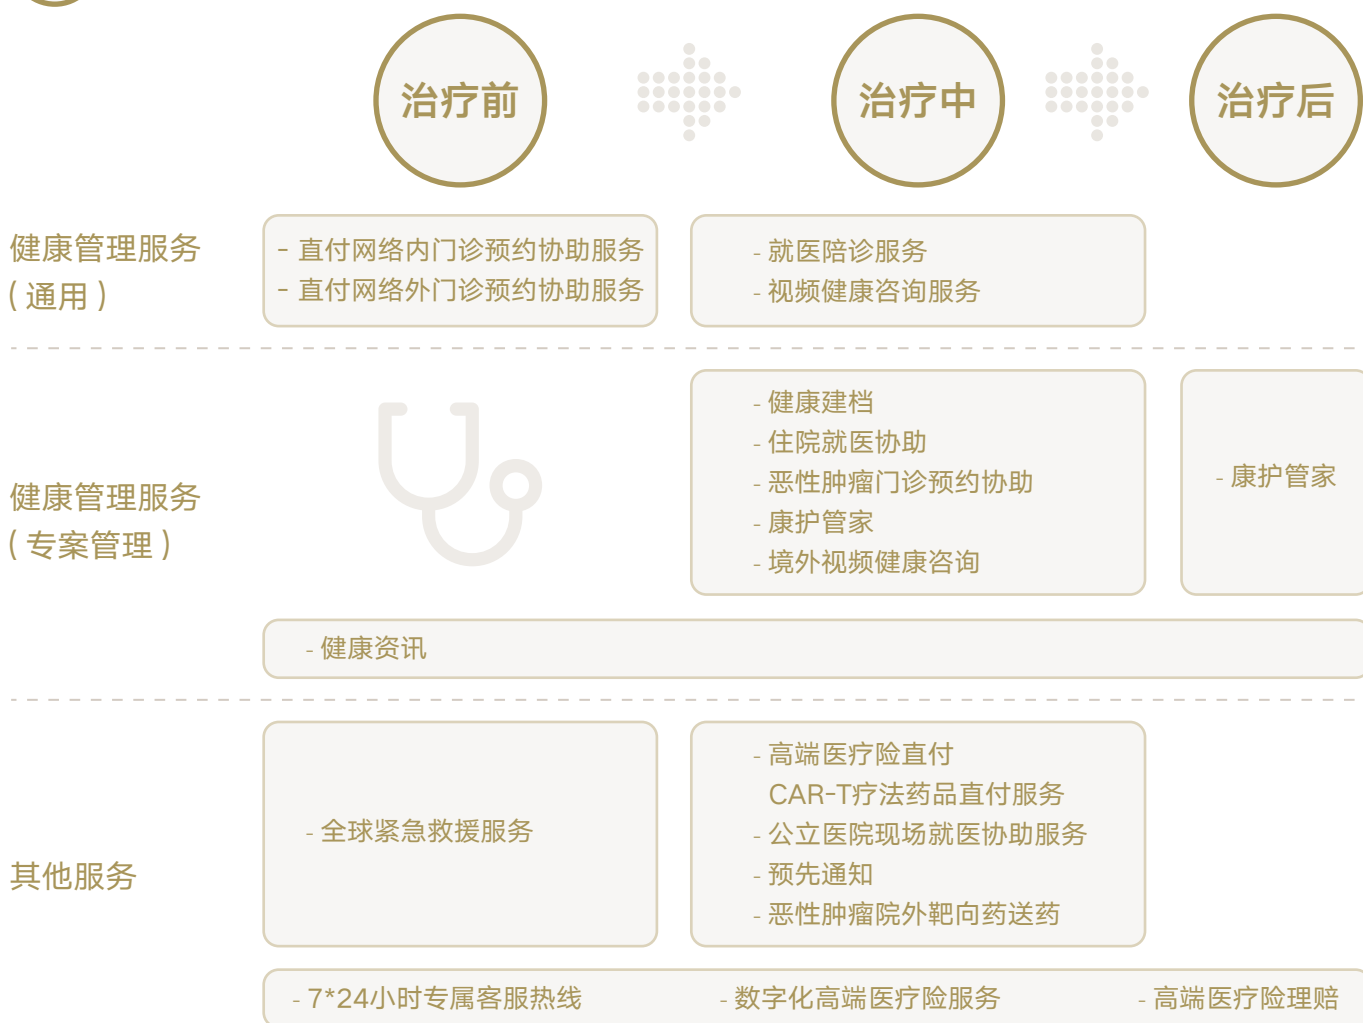 治疗前
治疗中
治疗后
健康管理服务
(通用)
- 直付网络内门诊预约协助服务
- 直付网络外门诊预约协助服务
- 就医陪诊服务
- 视频健康咨询服务
健康管理服务
(专案管理)
- 健康建档
- 住院就医协助
- 恶性肿瘤门诊预约协助
- 康护管家
- 境外视频健康咨询
- 康护管家
- 健康资讯
其他服务
- 全球紧急救援服务
- 高端医疗险直付
CAR-T疗法药品直付服务
- 公立医院现场就医协助服务
- 预先通知
- 恶性肿瘤院外靶向药送药
- 7*24小时专属客服热线
- 数字化高端医疗险服务
- 高端医疗险理赔